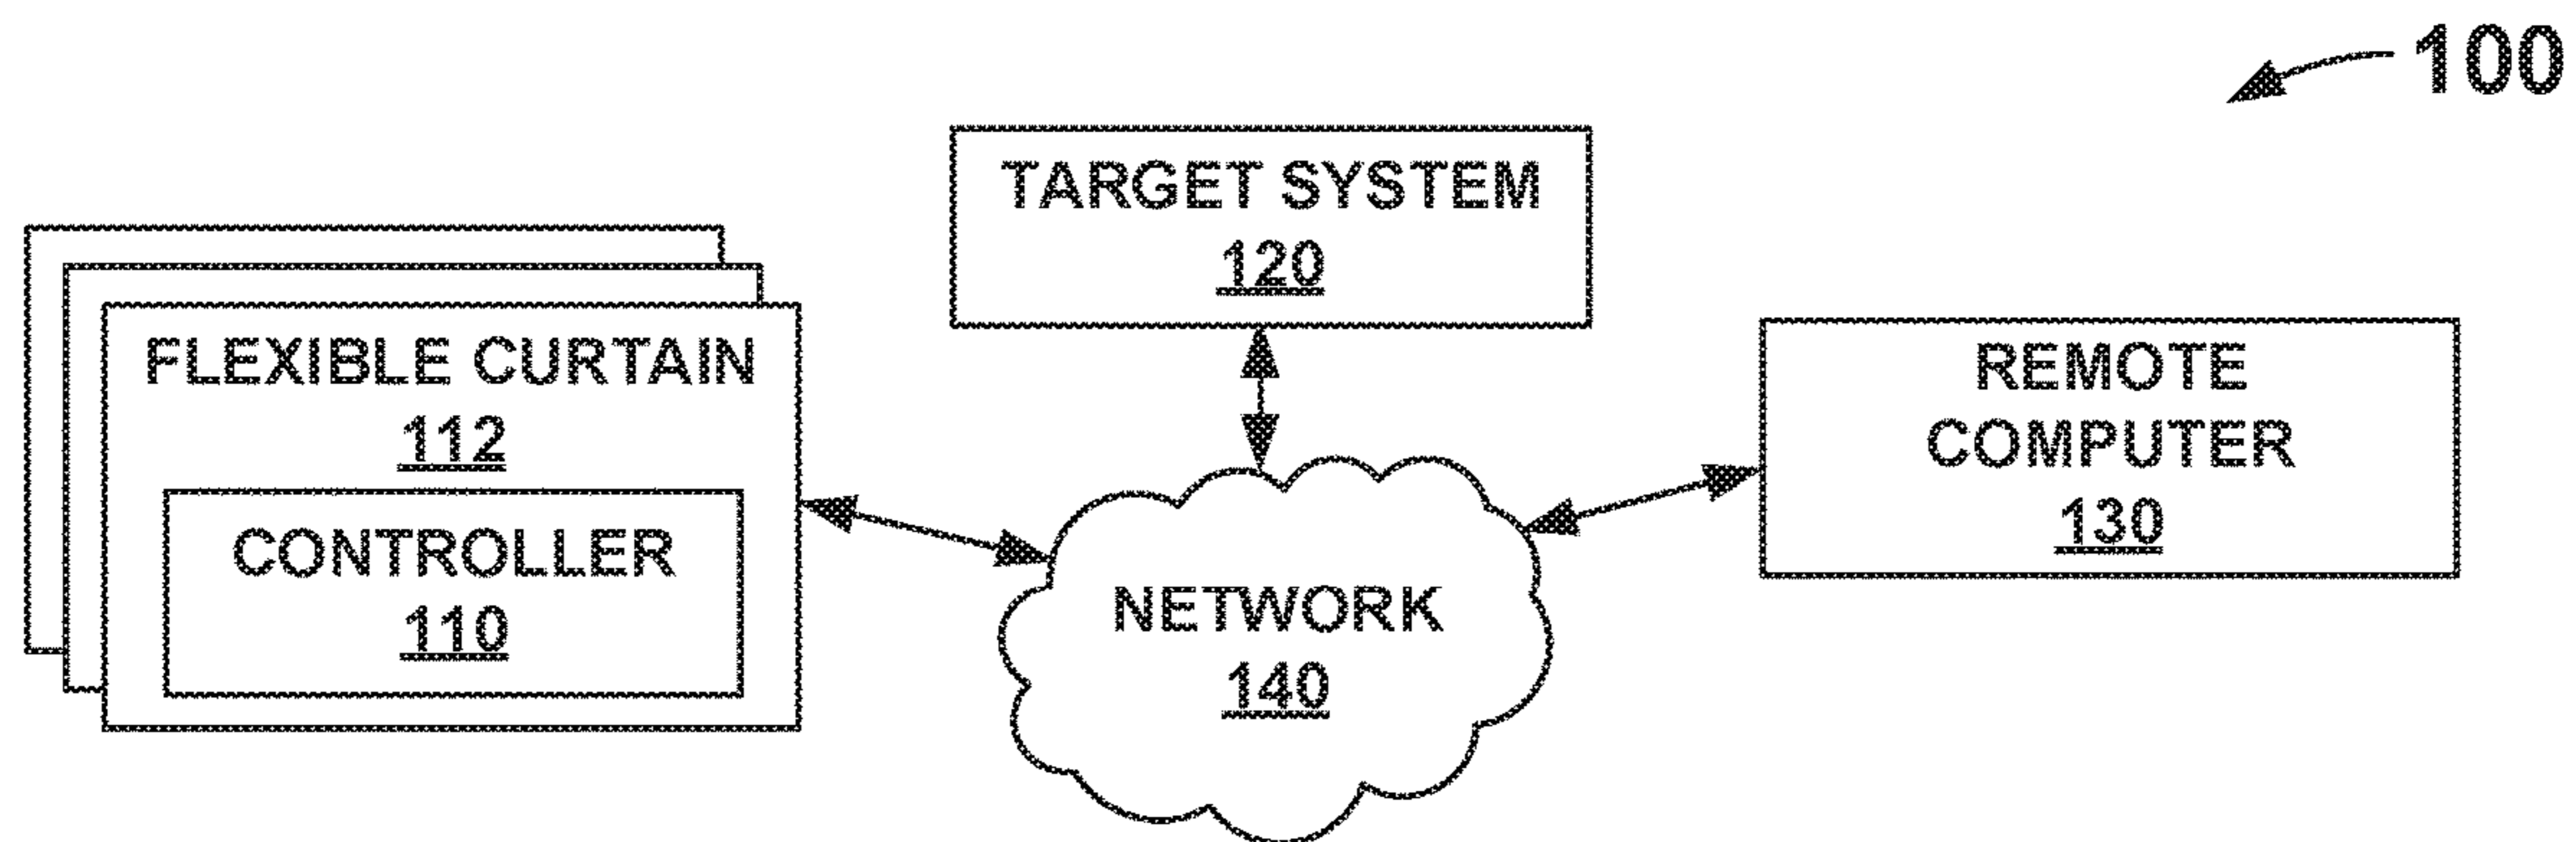 100
TARGET SYSTEM
120
FLEXIBLE CURTAIN
112
CONTROLLER
110
REMOTE
COMPUTER
130
NETWORK
140